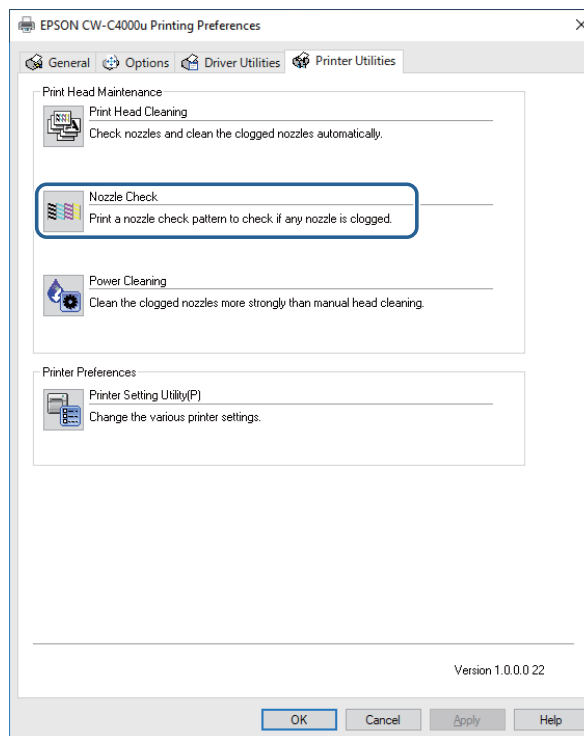 EPSON CW-C4000u Printing Preferences
General Options Driver Utilities Printer Utilities
Print Head Maintenance
Print Head Cleaning
Check nozzles and clean the clogged nozzles automatically.
Nozzle Check
Print a nozzle check pattern to check if any nozzle is clogged.
Power Cleaning
Clean the clogged nozzles more strongly than manual head cleaning.
Printer Preferences
Printer Setting Utility(P)
Change the various printer settings.
Version 1.0.0.0 22
OK Cancel Apply Help